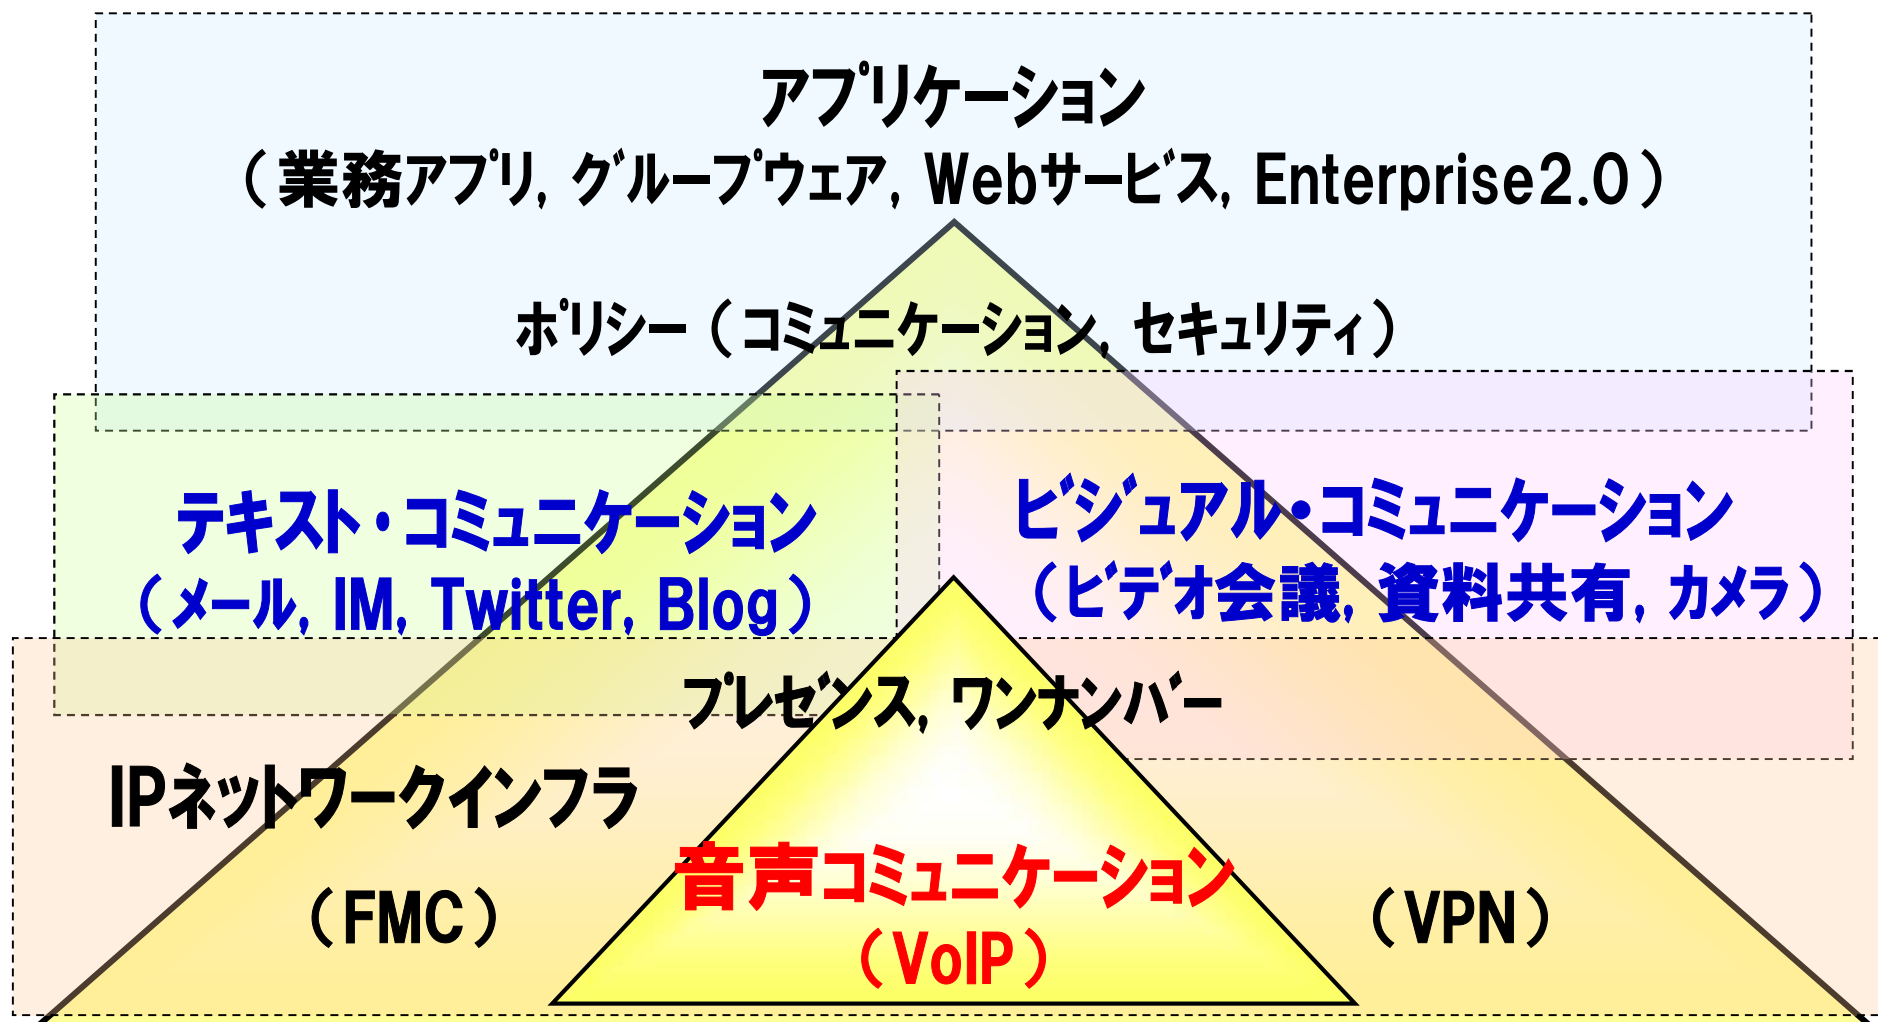 アプリケーション
（業務アプリ, グループウェア, Webサービス, Enterprise2.0）
ポリシー（コミュニケーション, セキュリティ）
テキスト・コミュニケーション
（メール, IM, Twitter, Blog）
ビジュアル・コミュニケーション
（ビデオ会議, 資料共有, カメラ）
プレゼンス, ワンナンバー
IPネットワークインフラ
（FMC）
音声コミュニケーション
（VoIP）
（VPN）